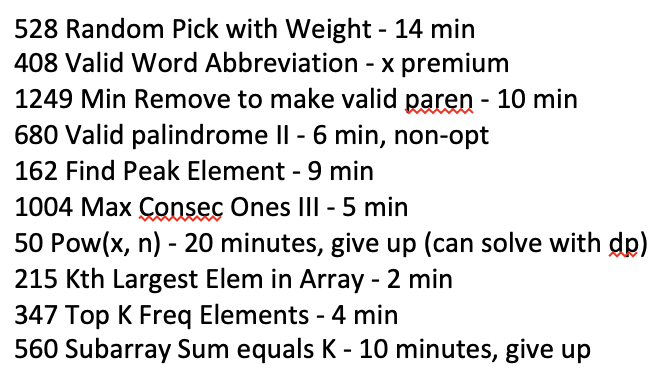 528 Random Pick with Weight - 14 min
408 Valid Word Abbreviation - x premium
1249 Min Remove to make valid paren - 10 min
680 Valid palindrome II - 6 min, non-opt
162 Find Peak Element - 9 min
1004 Max Consec Ones III - 5 min
50 Pow(x, n) - 20 minutes, give up (can solve with dp)
215 Kth Largest Elem in Array - 2 min
347 Top K Freq Elements - 4 min
560 Subarray Sum equals K - 10 minutes, give up